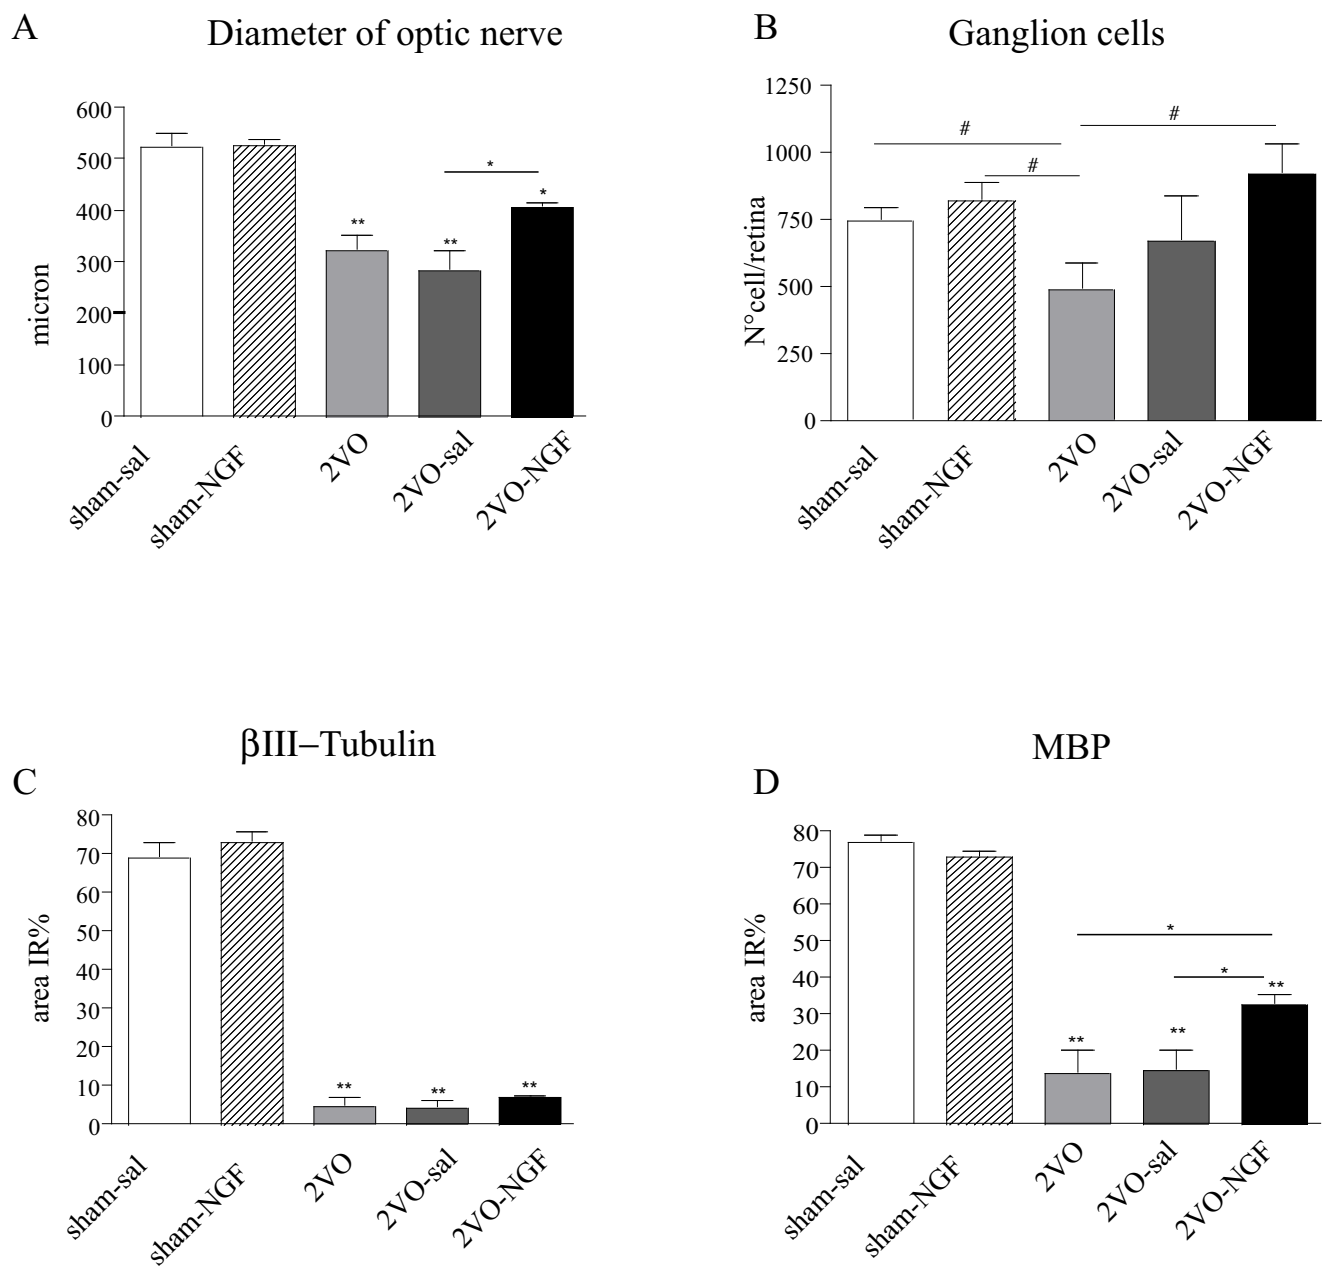 A
Diameter of optic nerve
600
500
400
300
200
100
0
micron
*
*
**
**
sham-sal
sham-NGF
2VO
2VO-sal
2VO-NGF
B
Ganglion cells
1250
1000
750
500
250
0
N°cell/retina
#
#
#
sham-sal
sham-NGF
2VO
2VO-sal
2VO-NGF
C
βIII–Tubulin
80
70
60
50
40
30
20
10
0
area IR%
**
**
**
sham-sal
sham-NGF
2VO
2VO-sal
2VO-NGF
D
MBP
80
70
60
50
40
30
20
10
0
area IR%
*
*
**
**
**
sham-sal
sham-NGF
2VO
2VO-sal
2VO-NGF